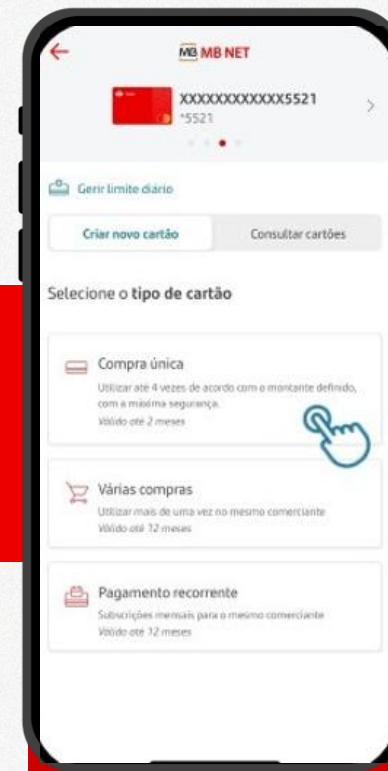 MB MB NET
XXXXXXXXXXXX5521
*5521
Gerir limite diário
Criar novo cartão Consultar cartões
Selecione o tipo de cartão
Compra única
Utilizar até 4 vezes de acordo com o montante definido,
com a máxima segurança.
Válido até 2 meses
Várias compras
Utilizar mais de uma vez no mesmo comerciante
Válido até 12 meses
Pagamento recorrente
Subscrições mensais para o mesmo comerciante
Válido até 12 meses